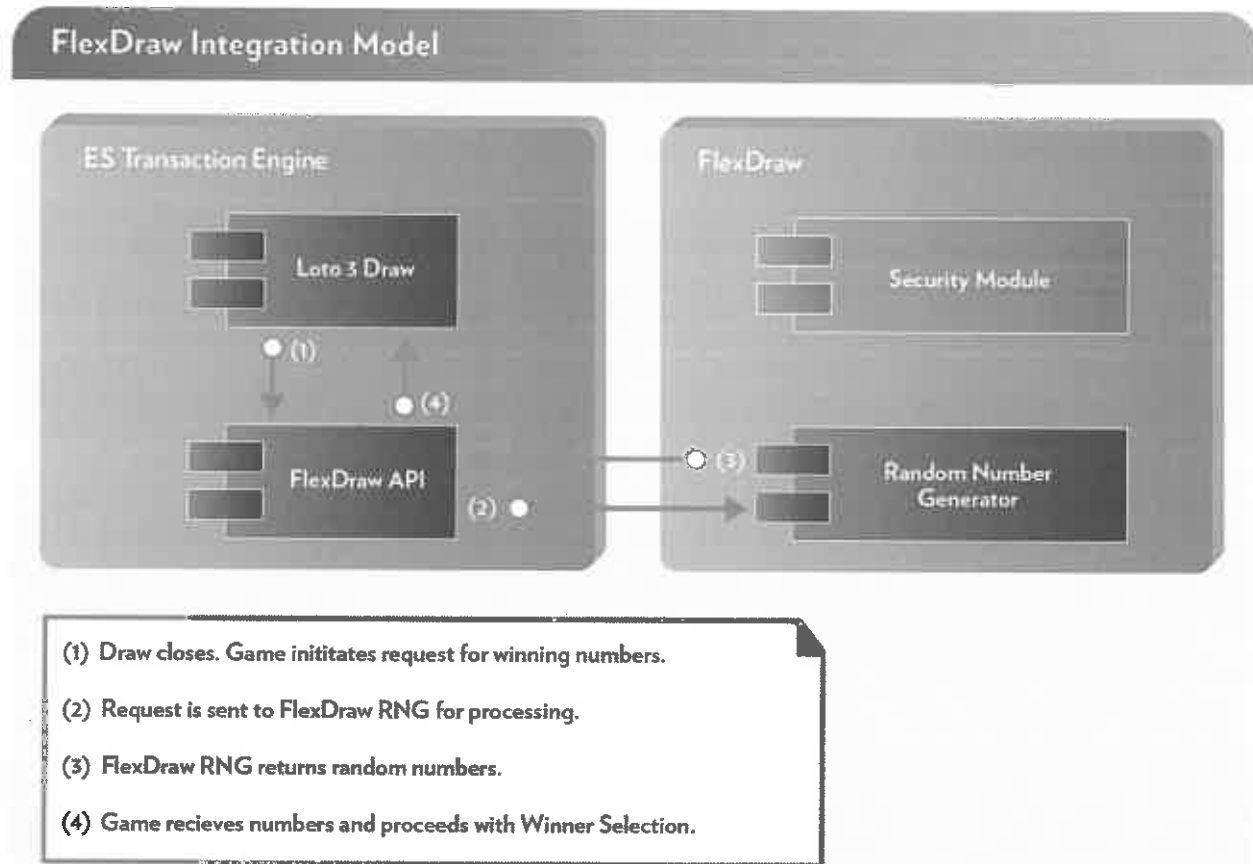 FlexDraw Integration Model
ES Transaction Engine
Loto 3 Draw
(1)
(4)
FlexDraw API
(2)
FlexDraw
Security Module
(3)
Random Number
Generator
(1) Draw closes. Game inititates request for winning numbers.
(2) Request is sent to FlexDraw RNG for processing.
(3) FlexDraw RNG returns random numbers.
(4) Game recieves numbers and proceeds with Winner Selection.